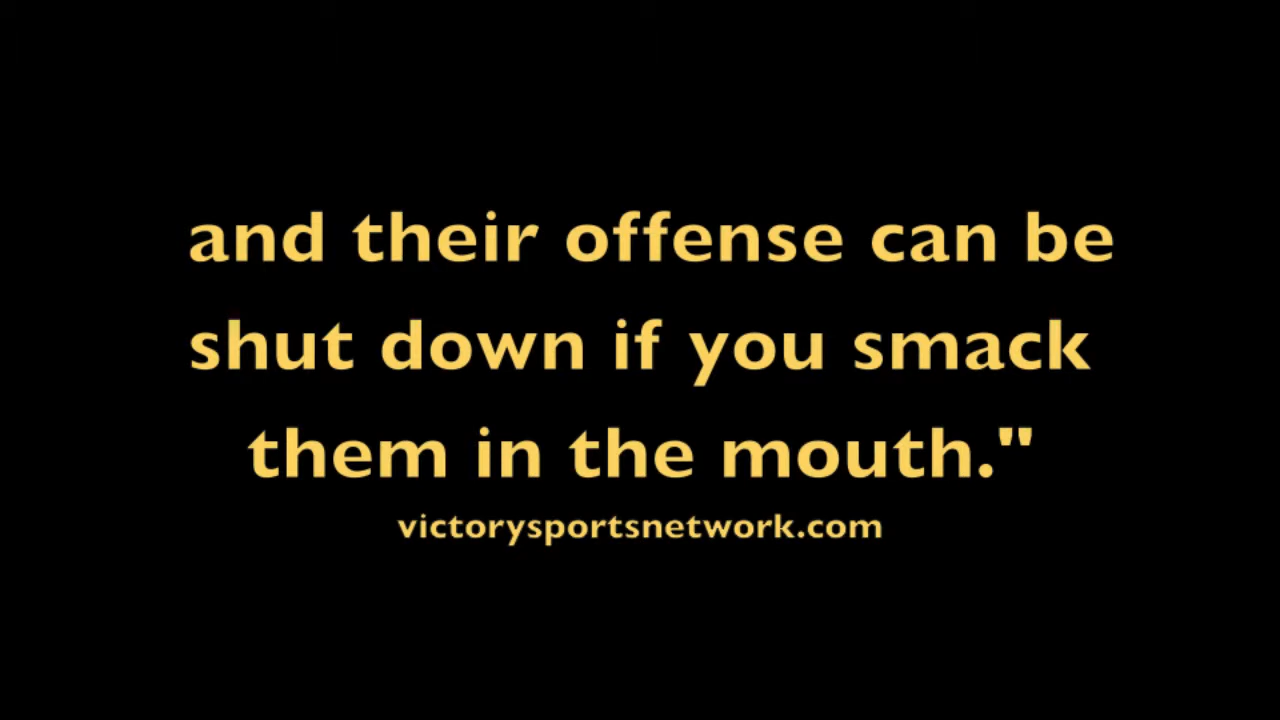 and their offense can be
shut down if you smack
them in the mouth."
victorysportsnetwork.com